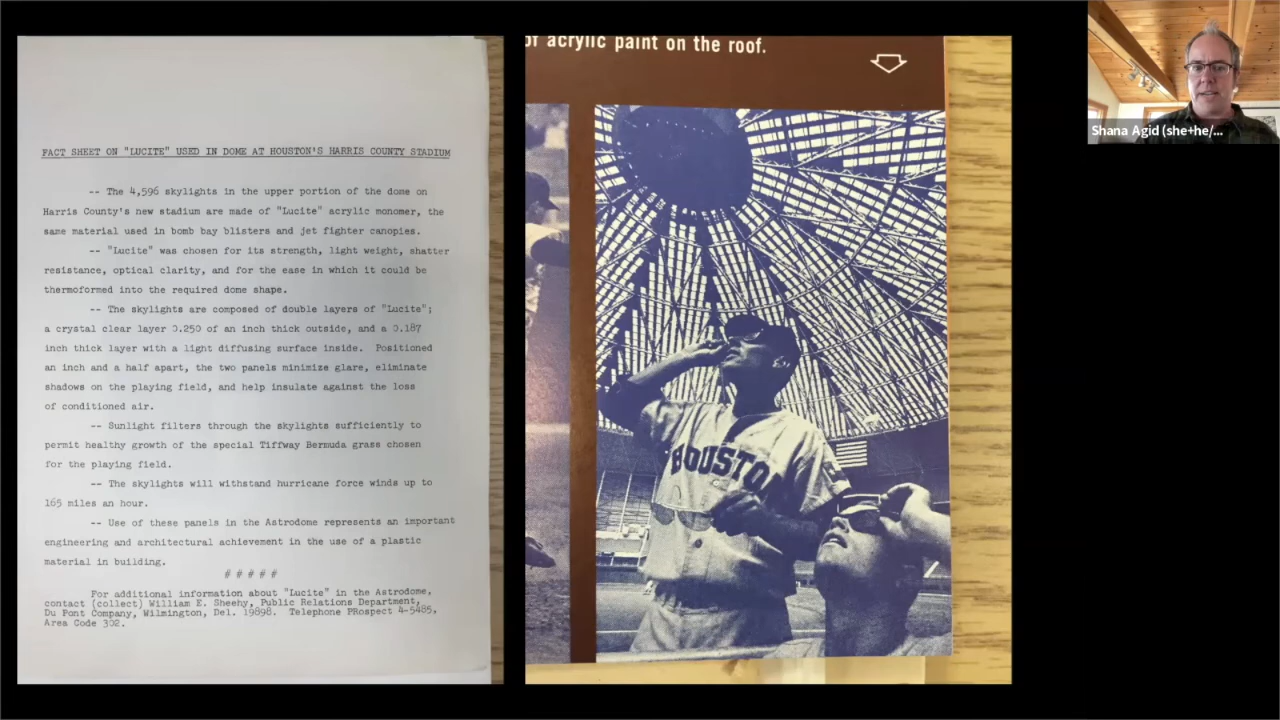 FACT SHEET ON "LUCITE" USED IN DOME AT HOUSTON'S HARRIS COUNTY STADIUM
-- The 4,596 skylights in the upper portion of the dome on
Harris County's new stadium are made of "Lucite" acrylic monomer, the
same material used in bomb bay blisters and jet fighter canopies.
-- "Lucite" was chosen for its strength, light weight, shatter
resistance, optical clarity, and for the ease in which it could be
thermoformed into the required dome shape.
-- The skylights are composed of double layers of "Lucite";
a crystal clear layer 0.250 of an inch thick outside, and a 0.187
inch thick layer with a light diffusing surface inside. Positioned
an inch and a half apart, the two panels minimize glare, eliminate
shadows on the playing field, and help insulate against the loss
of conditioned air.
-- Sunlight filters through the skylights sufficiently to
permit healthy growth of the special Tiffway Bermuda grass chosen
for the playing field.
-- The skylights will withstand hurricane force winds up to
165 miles an hour.
-- Use of these panels in the Astrodome represents an important
engineering and architectural achievement in the use of a plastic
material in building.
# # # # #
For additional information about "Lucite" in the Astrodome,
contact (collect) William E. Sheehy, Public Relations Department,
Du Pont Company, Wilmington, Del. 19898. Telephone PRospect 4-5485,
Area Code 302.
of acrylic paint on the roof.
HOUSTON
Shana Agid (she+he/...